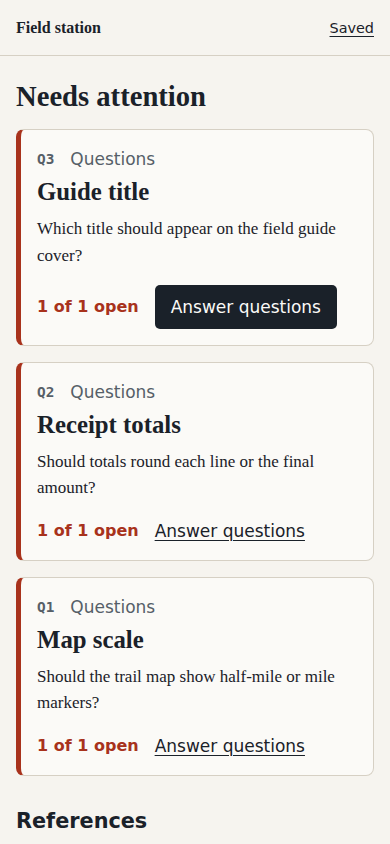 Field station
Saved
Needs attention
Q3 Questions
Guide title
Which title should appear on the field guide
cover?
1 of 1 open Answer questions
Q2 Questions
Receipt totals
Should totals round each line or the final
amount?
1 of 1 open Answer questions
Q1 Questions
Map scale
Should the trail map show half-mile or mile
markers?
1 of 1 open Answer questions
References